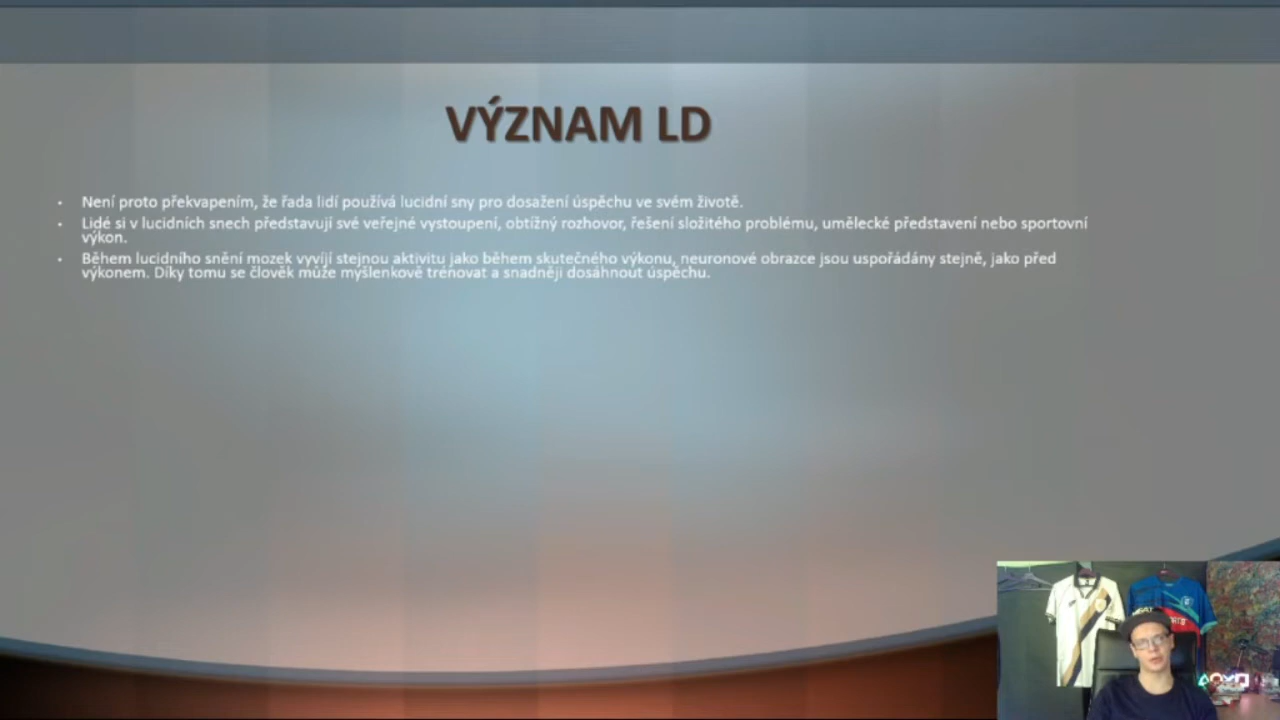 VÝZNAM LD
Není proto překvapením, že řada lidí používá lucidní sny pro dosažení úspěchu ve svém životě.
Lidé si v lucidních snech představují své veřejné vystoupení, obtížný rozhovor, řešení složitého problému, umělecké představení nebo sportovní
výkon.
Během lucidního snění mozek vyvíjí stejnou aktivitu jako během skutečného výkonu, neuronové obrazce jsou uspořádány stejně, jako před
výkonem. Díky tomu se člověk může myšlenkově trénovat a snadněji dosáhnout úspěchu.